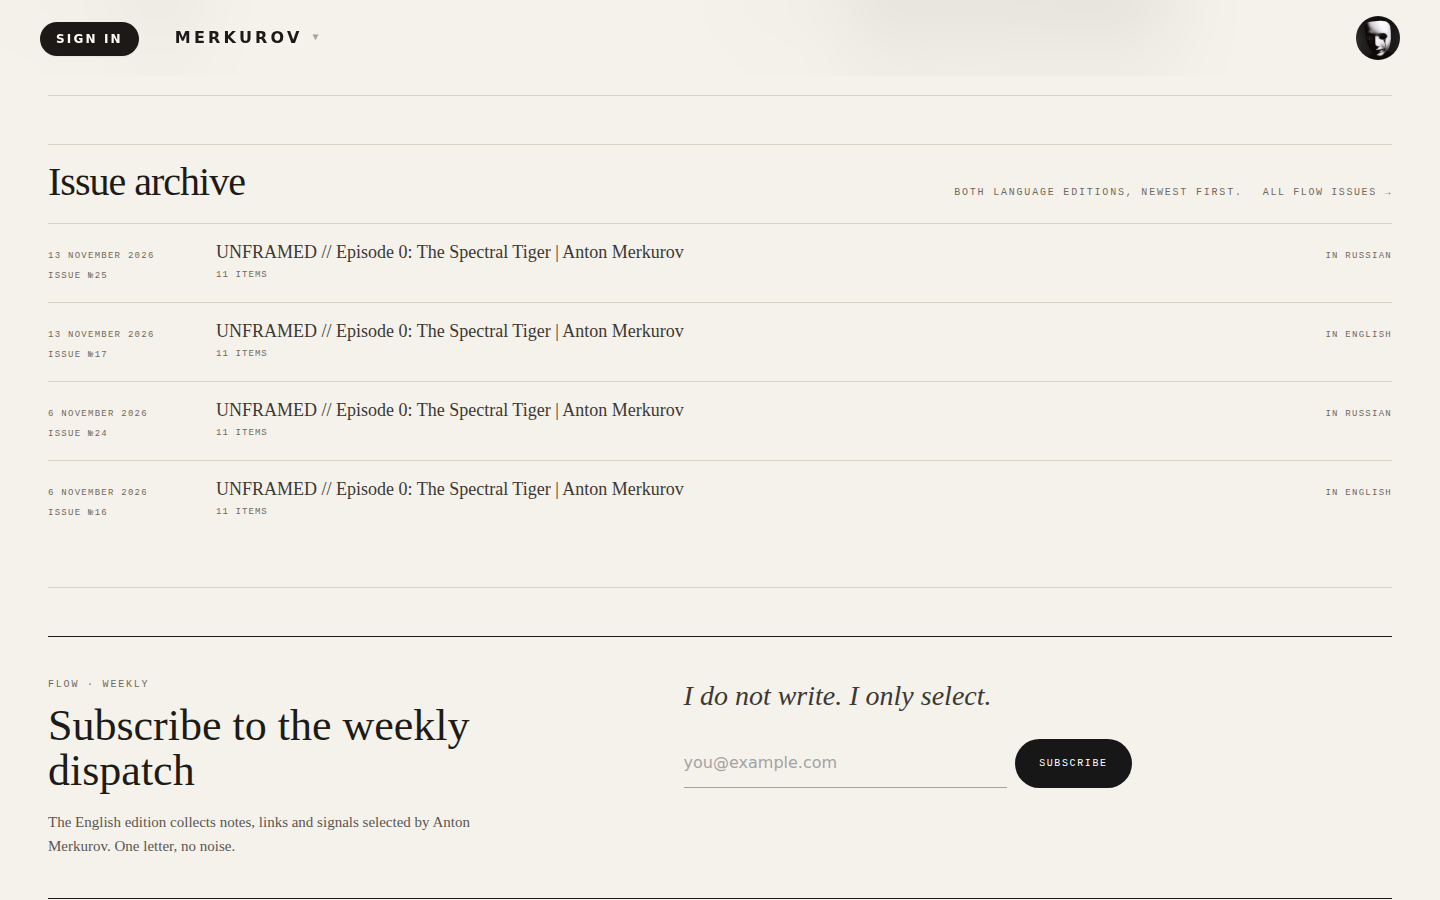 SIGN IN
MERKUROV ▼
Issue archive
BOTH LANGUAGE EDITIONS, NEWEST FIRST. ALL FLOW ISSUES →
13 NOVEMBER 2026
ISSUE №25
UNFRAMED // Episode 0: The Spectral Tiger | Anton Merkurov
11 ITEMS
IN RUSSIAN
13 NOVEMBER 2026
ISSUE №17
UNFRAMED // Episode 0: The Spectral Tiger | Anton Merkurov
11 ITEMS
IN ENGLISH
6 NOVEMBER 2026
ISSUE №24
UNFRAMED // Episode 0: The Spectral Tiger | Anton Merkurov
11 ITEMS
IN RUSSIAN
6 NOVEMBER 2026
ISSUE №16
UNFRAMED // Episode 0: The Spectral Tiger | Anton Merkurov
11 ITEMS
IN ENGLISH
FLOW · WEEKLY
Subscribe to the weekly
dispatch
The English edition collects notes, links and signals selected by Anton
Merkurov. One letter, no noise.
I do not write. I only select.
you@example.com
SUBSCRIBE